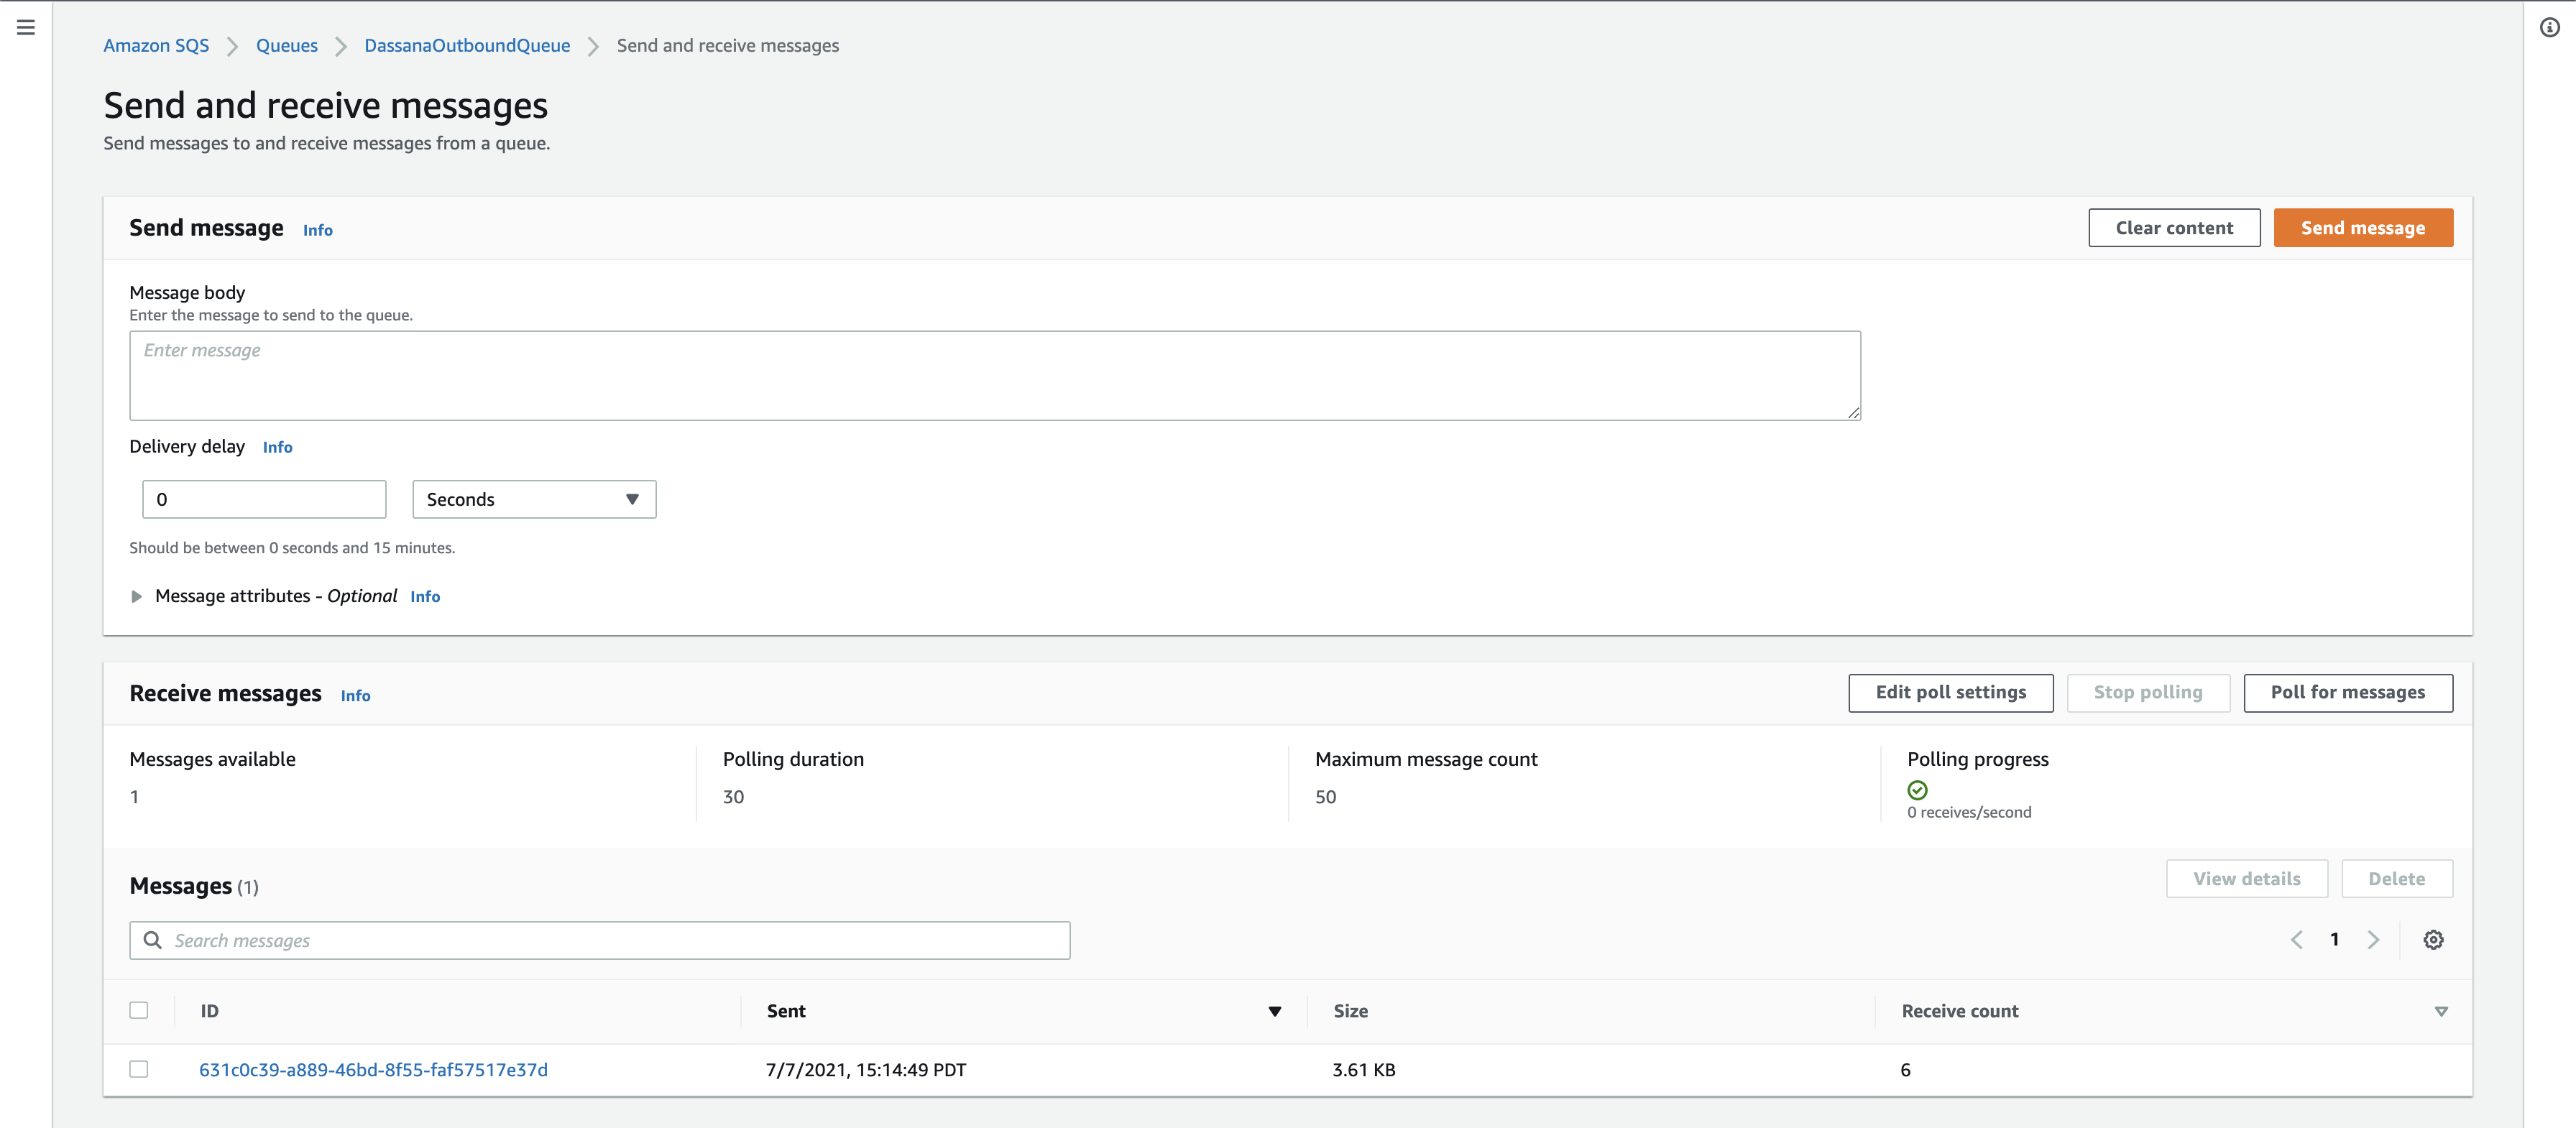 Amazon SQS > Queues > DassanaOutboundQueue > Send and receive messages
Send and receive messages
Send messages to and receive messages from a queue.
Send message Info Clear content Send message
Message body
Enter the message to send to the queue.
Enter message
Delivery delay Info
0 Seconds
Should be between 0 seconds and 15 minutes.
Message attributes - Optional Info
Receive messages Info Edit poll settings Stop polling Poll for messages
Messages available Polling duration Maximum message count Polling progress
1 30 50
0 receives/second
Messages (1) View details Delete
Search messages 1
ID Sent Size Receive count
631c0c39-a889-46bd-8f55-faf57517e37d 7/7/2021, 15:14:49 PDT 3.61 KB 6